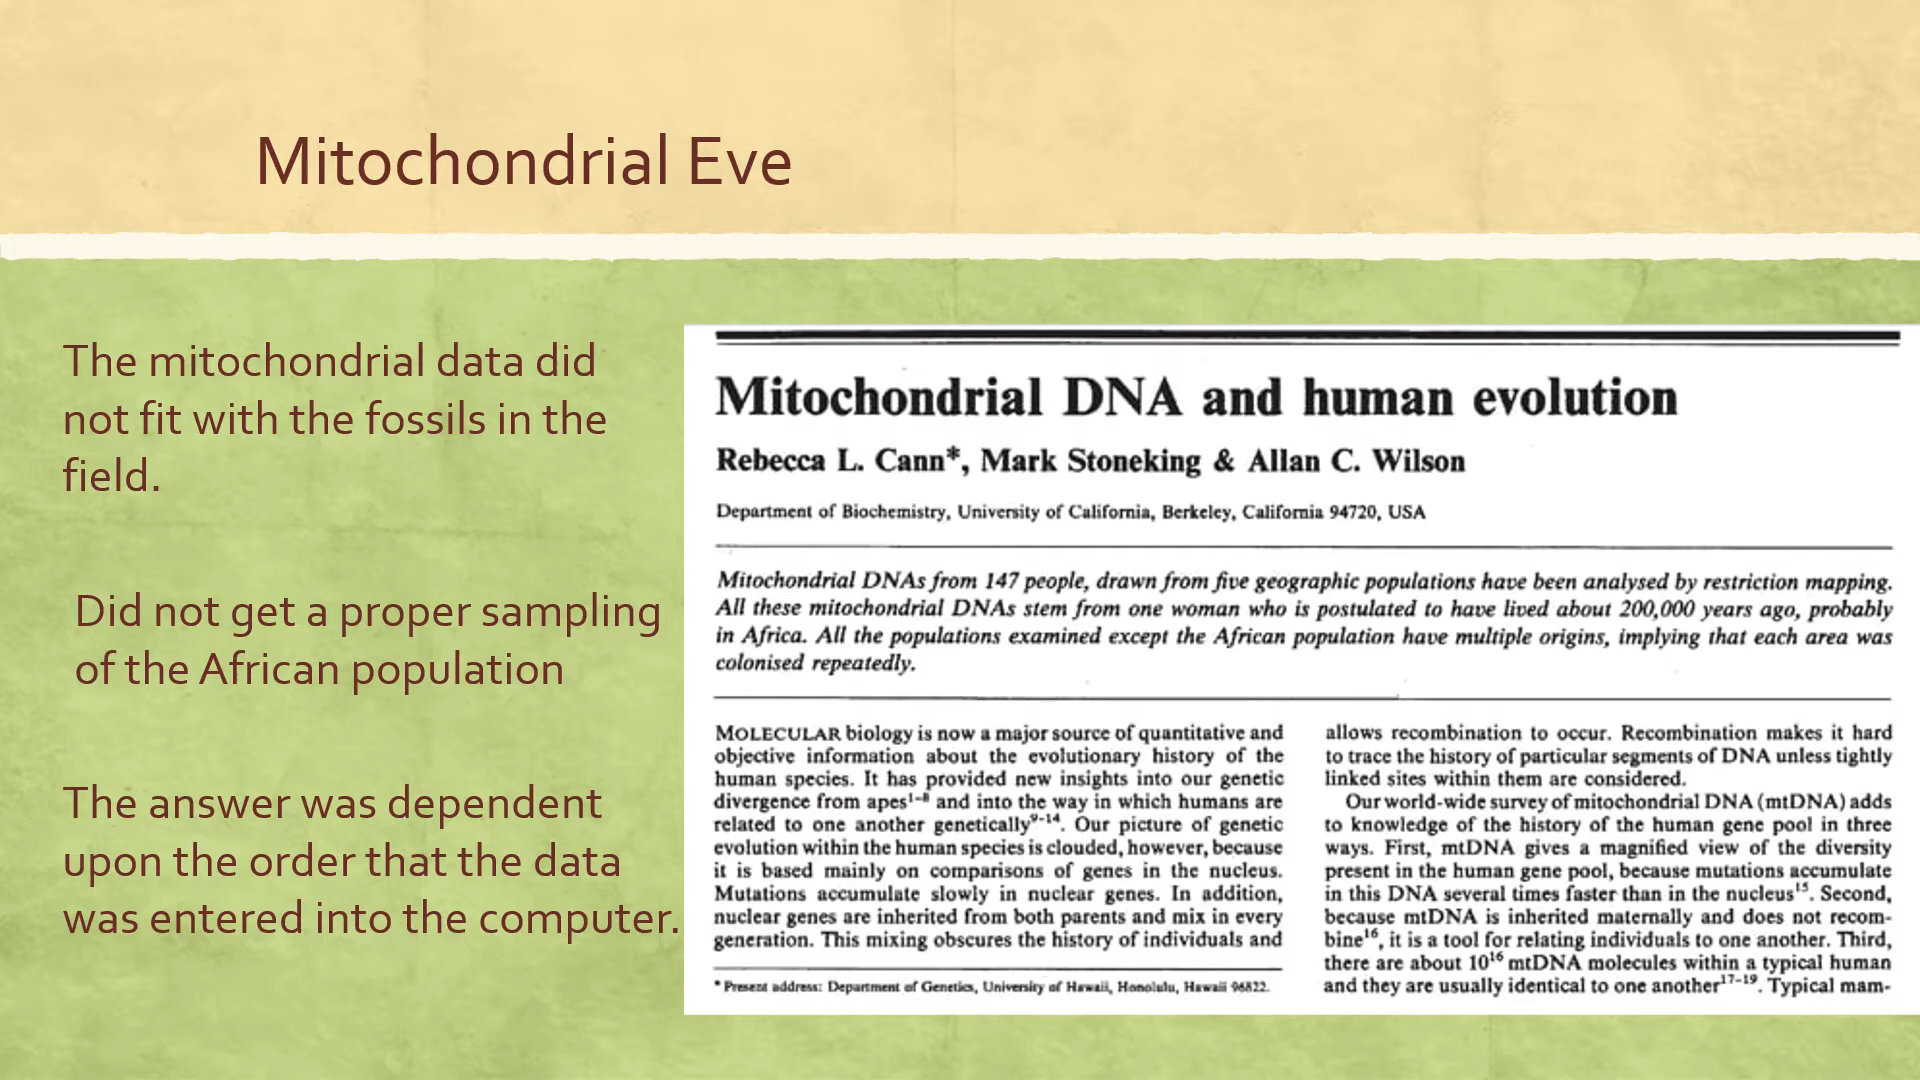 Mitochondrial Eve
The mitochondrial data did
not fit with the fossils in the
field.
Did not get a proper sampling
of the African population
The answer was dependent
upon the order that the data
was entered into the computer.
Mitochondrial DNA and human evolution
Rebecca L. Cann*, Mark Stoneking & Allan C. Wilson
Department of Biochemistry, University of California, Berkeley, California 94720, USA
Mitochondrial DNAs from 147 people, drawn from five geographic populations have been analysed by restriction mapping.
All these mitochondrial DNAs stem from one woman who is postulated to have lived about 200,000 years ago, probably
in Africa. All the populations examined except the African population have multiple origins, implying that each area was
colonised repeatedly.
MOLECULAR biology is now a major source of quantitative and
objective information about the evolutionary history of the
human species. It has provided new insights into our genetic
divergence from apes¹⁻⁸ and into the way in which humans are
related to one another genetically⁹⁻¹⁴. Our picture of genetic
evolution within the human species is clouded, however, because
it is based mainly on comparisons of genes in the nucleus.
Mutations accumulate slowly in nuclear genes. In addition,
nuclear genes are inherited from both parents and mix in every
generation. This mixing obscures the history of individuals and
* Present address: Department of Genetics, University of Hawaii, Honolulu, Hawaii 96822.
allows recombination to occur. Recombination makes it hard
to trace the history of particular segments of DNA unless tightly
linked sites within them are considered.
Our world-wide survey of mitochondrial DNA (mtDNA) adds
to knowledge of the history of the human gene pool in three
ways. First, mtDNA gives a magnified view of the diversity
present in the human gene pool, because mutations accumulate
in this DNA several times faster than in the nucleus¹⁵. Second,
because mtDNA is inherited maternally and does not recom-
bine¹⁶, it is a tool for relating individuals to one another. Third,
there are about 10¹⁶ mtDNA molecules within a typical human
and they are usually identical to one another¹⁷⁻¹⁹. Typical mam-